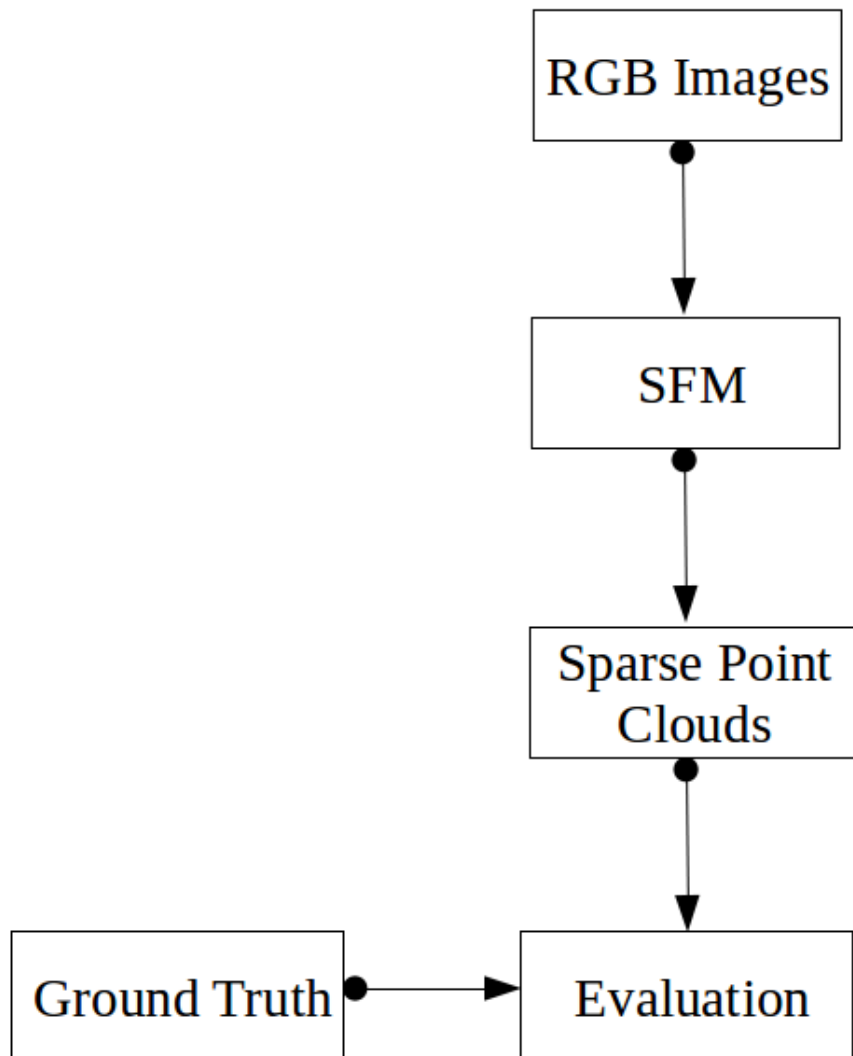 RGB Images
SFM
Sparse Point
Clouds
Ground Truth
Evaluation